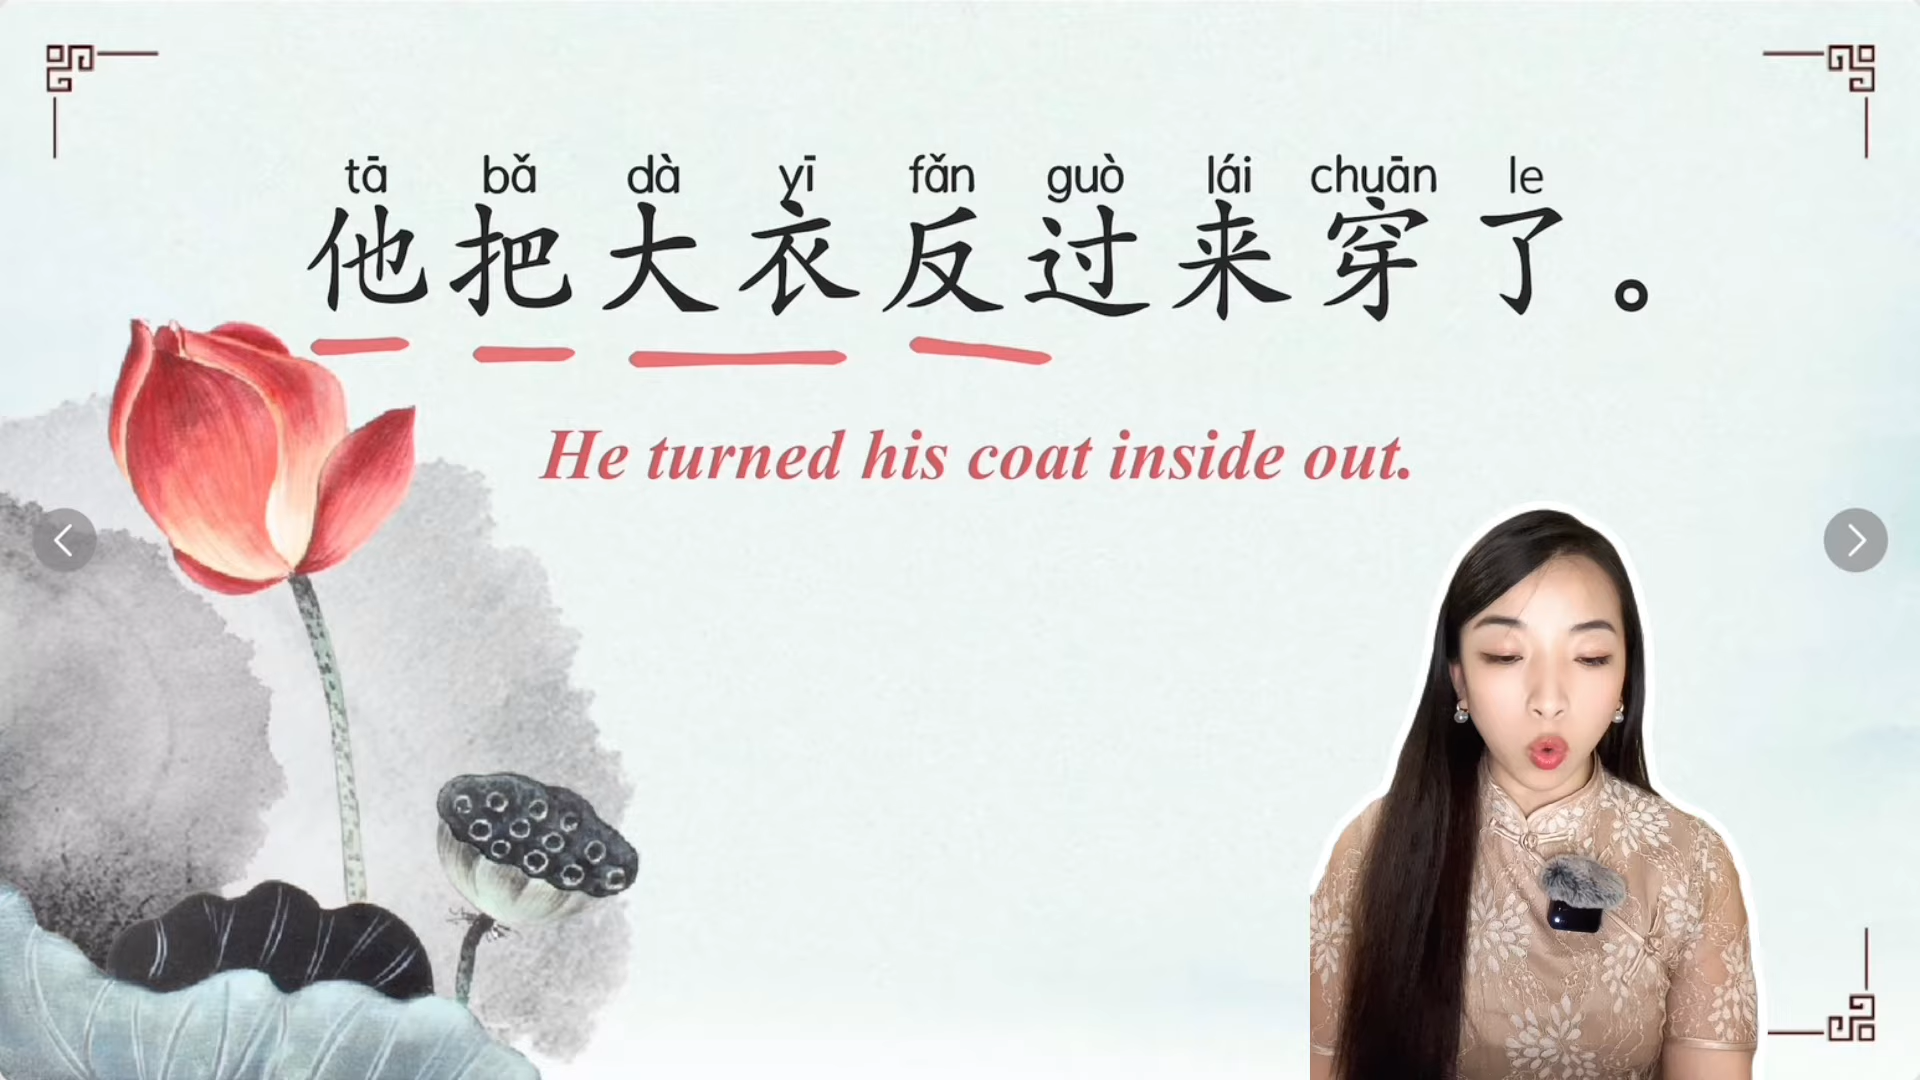 tā bǎ dà yī fǎn guò lái chuān le
他把大衣反过来穿了。
He turned his coat inside out.